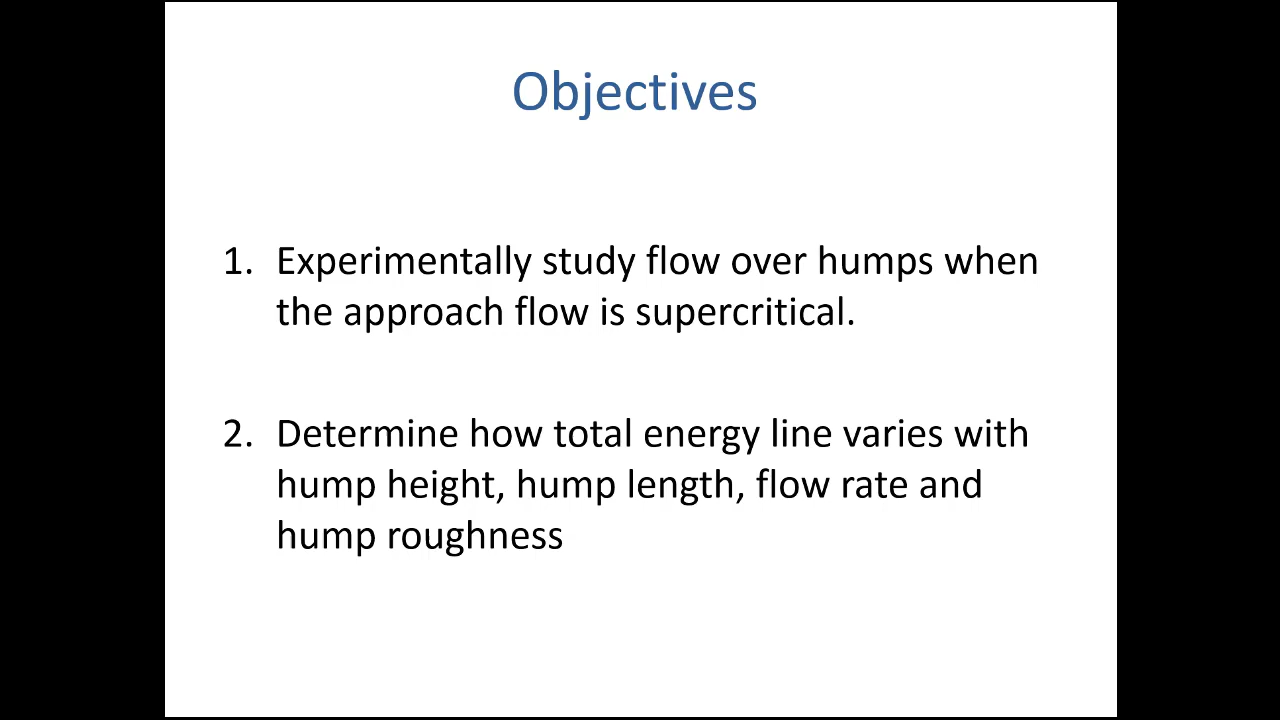 Objectives
1. Experimentally study flow over humps when
the approach flow is supercritical.
2. Determine how total energy line varies with
hump height, hump length, flow rate and
hump roughness